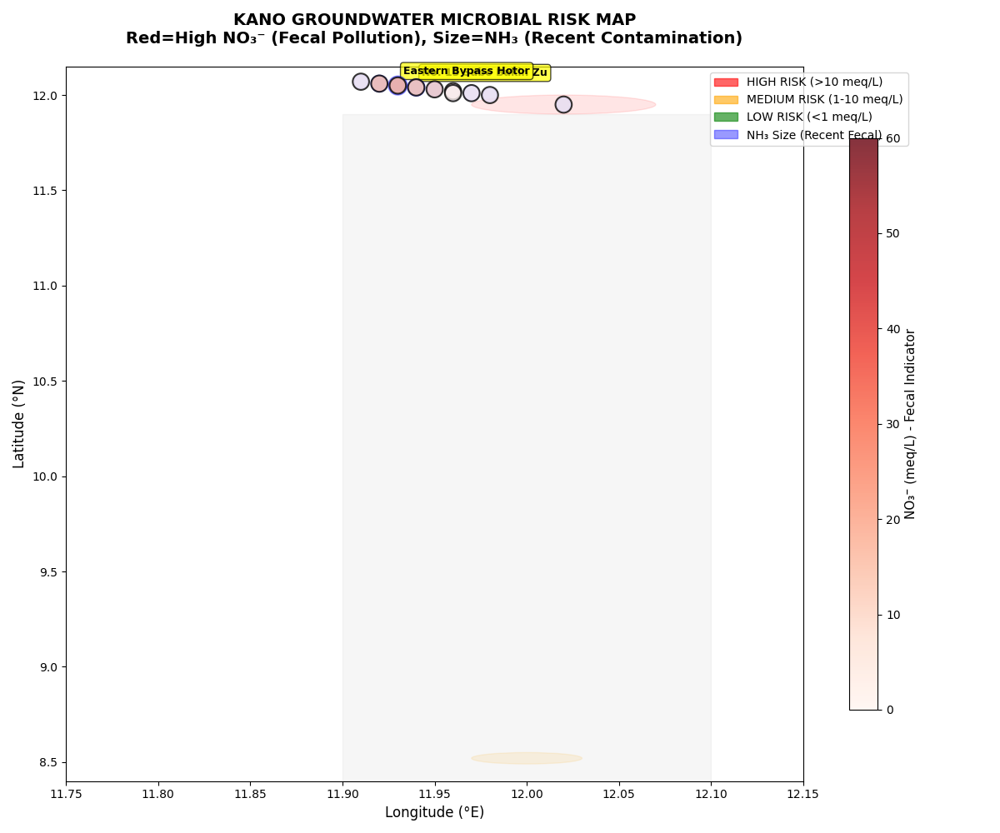 KANO GROUNDWATER MICROBIAL RISK MAP
Red=High NO₃⁻ (Fecal Pollution), Size=NH₃ (Recent Contamination)
Eastern Bypass Hotor
Zu
HIGH RISK (>10 meq/L)
MEDIUM RISK (1-10 meq/L)
LOW RISK (<1 meq/L)
NH₃ Size (Recent Fecal)
12.0
11.5
11.0
10.5
10.0
9.5
9.0
8.5
Latitude (°N)
11.75
11.80
11.85
11.90
11.95
12.00
12.05
12.10
12.15
Longitude (°E)
60
50
40
30
20
10
0
NO₃⁻ (meq/L) - Fecal Indicator